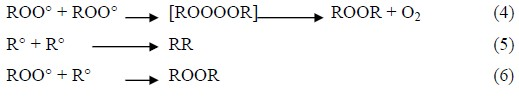 ROO° + ROO° → [ROOOOR] → ROOR + O₂ (4)
R° + R° → RR (5)
ROO° + R° → ROOR (6)